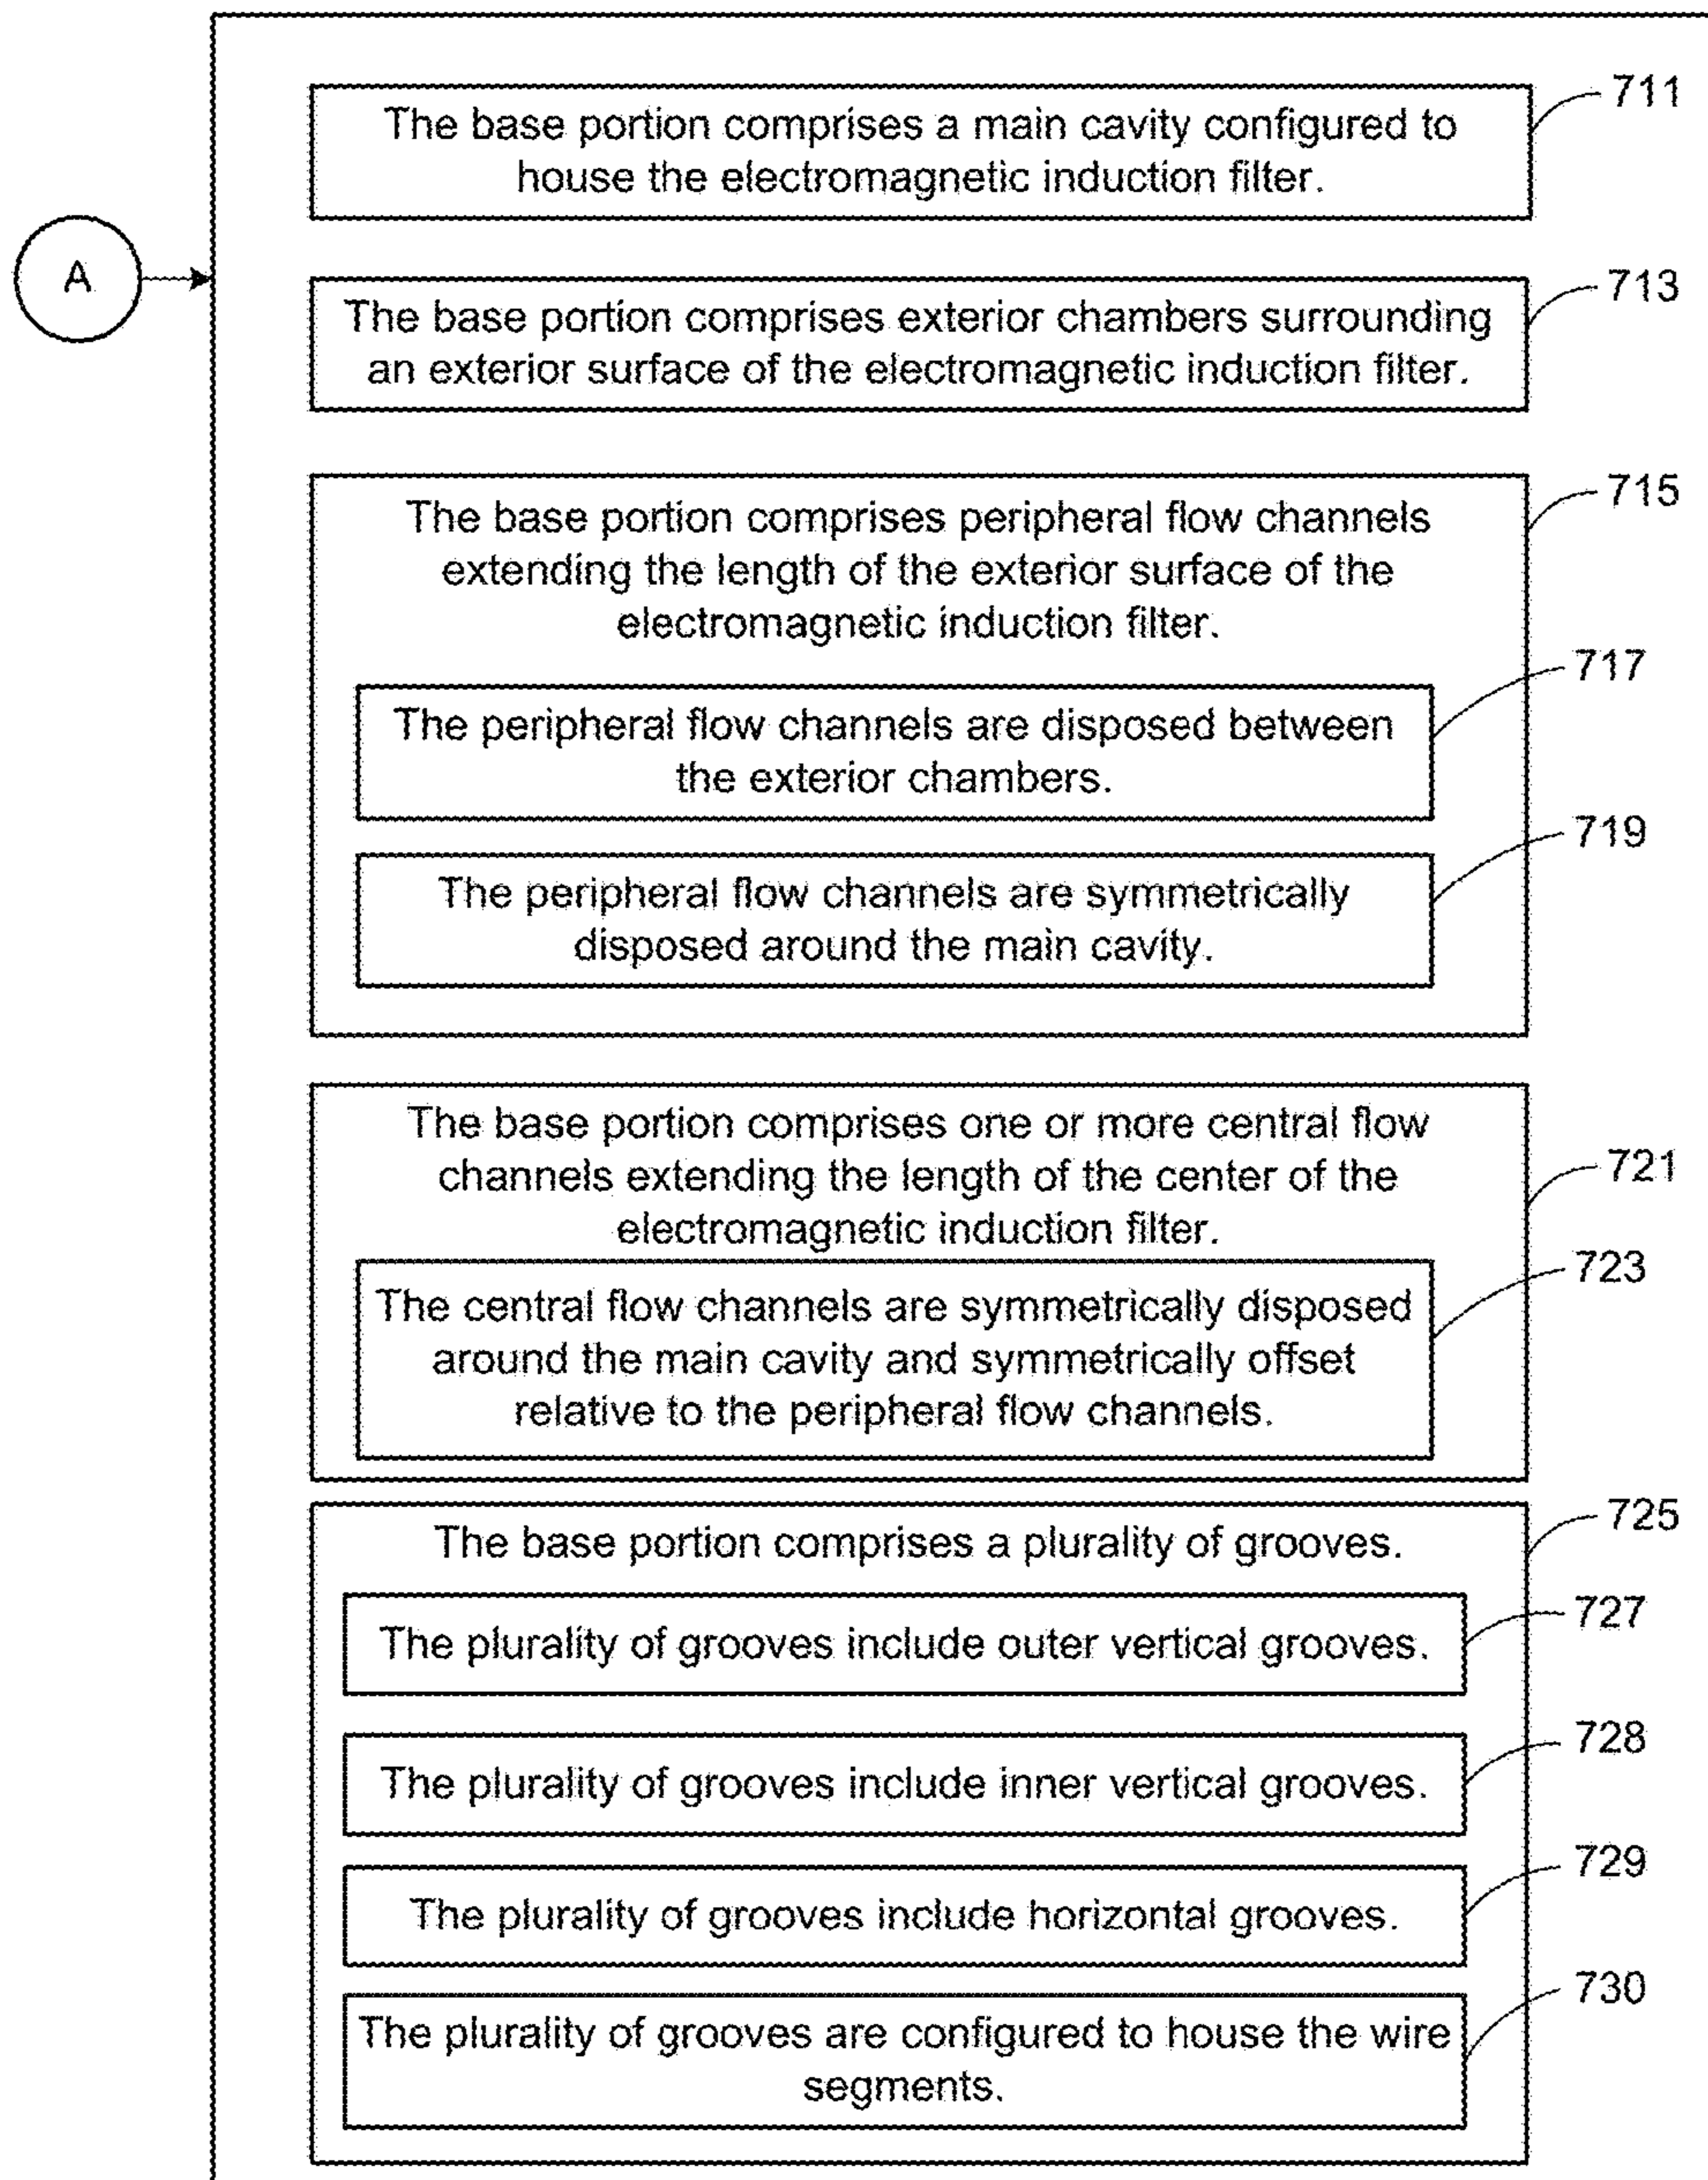 711
The base portion comprises a main cavity configured to
house the electromagnetic induction filter.
A
713
The base portion comprises exterior chambers surrounding
an exterior surface of the electromagnetic induction filter.
715
The base portion comprises peripheral flow channels
extending the length of the exterior surface of the
electromagnetic induction filter.
717
The peripheral flow channels are disposed between
the exterior chambers.
719
The peripheral flow channels are symmetrically
disposed around the main cavity.
The base portion comprises one or more central flow
721
channels extending the length of the center of the
electromagnetic induction filter.
723
The central flow channels are symmetrically disposed
around the main cavity and symmetrically offset
relative to the peripheral flow channels.
725
The base portion comprises a plurality of grooves.
727
The plurality of grooves include outer vertical grooves.
728
The plurality of grooves include inner vertical grooves.
729
The plurality of grooves include horizontal grooves.
730
The plurality of grooves are configured to house the wire
segments.